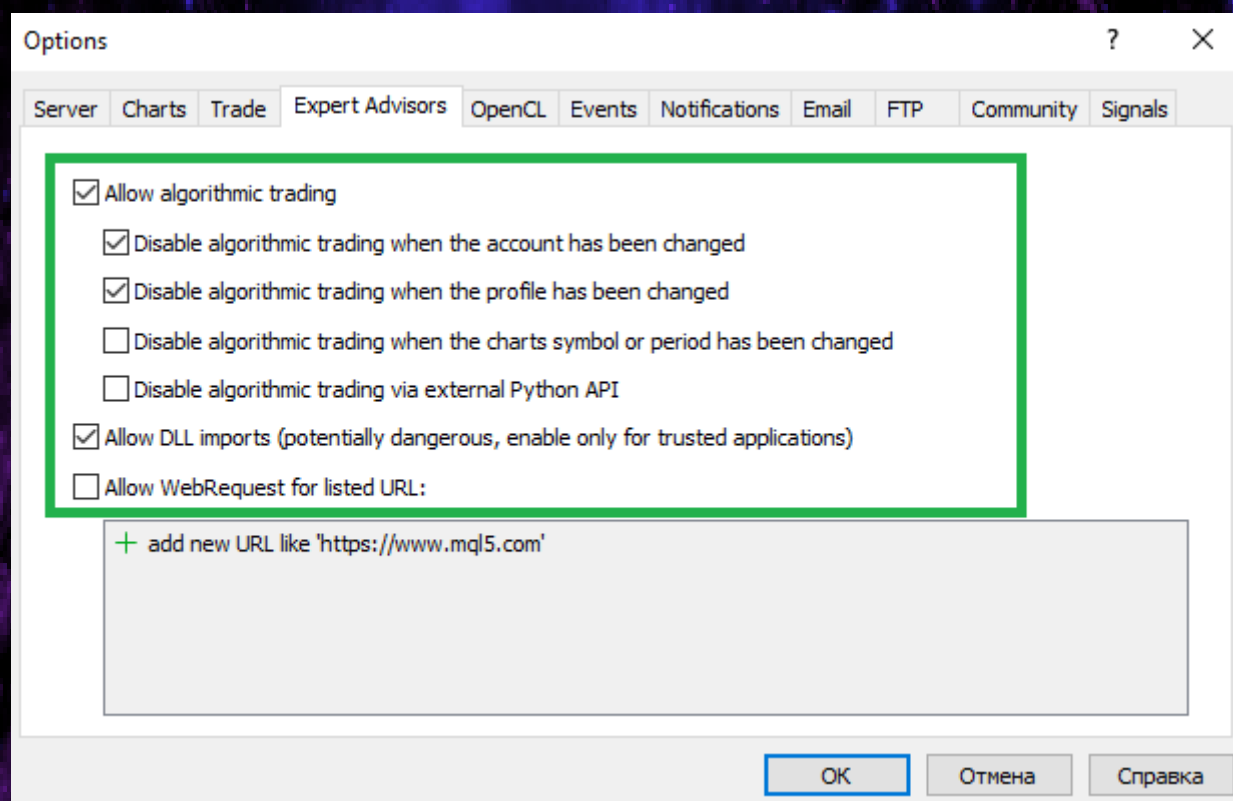 Options
Server Charts Trade Expert Advisors OpenCL Events Notifications Email FTP Community Signals
Allow algorithmic trading
Disable algorithmic trading when the account has been changed
Disable algorithmic trading when the profile has been changed
Disable algorithmic trading when the charts symbol or period has been changed
Disable algorithmic trading via external Python API
Allow DLL imports (potentially dangerous, enable only for trusted applications)
Allow WebRequest for listed URL:
add new URL like 'https://www.mql5.com'
OK Отмена Справка